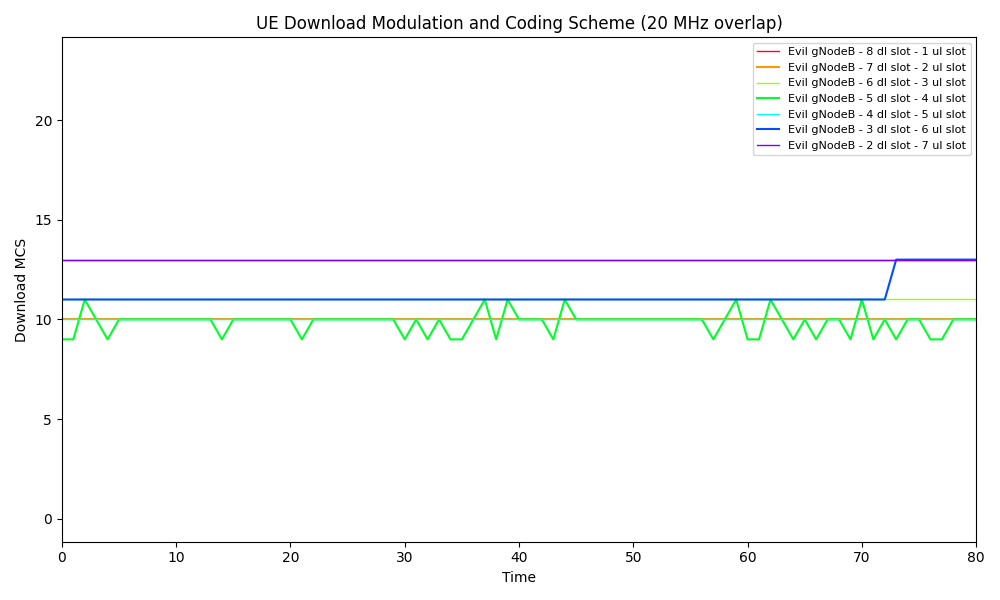 UE Download Modulation and Coding Scheme (20 MHz overlap)
Evil gNodeB - 8 dl slot - 1 ul slot
Evil gNodeB - 7 dl slot - 2 ul slot
Evil gNodeB - 6 dl slot - 3 ul slot
Evil gNodeB - 5 dl slot - 4 ul slot
Evil gNodeB - 4 dl slot - 5 ul slot
Evil gNodeB - 3 dl slot - 6 ul slot
Evil gNodeB - 2 dl slot - 7 ul slot
Download MCS
20
15
10
5
0
0 10 20 30 40 50 60 70 80
Time